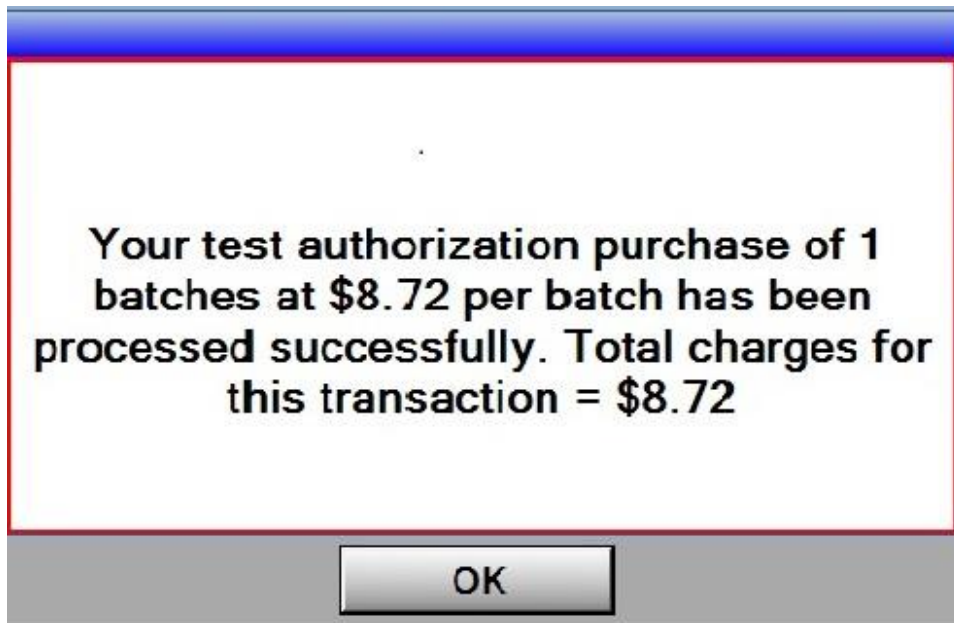 Your test authorization purchase of 1
batches at $8.72 per batch has been
processed successfully. Total charges for
this transaction = $8.72
OK